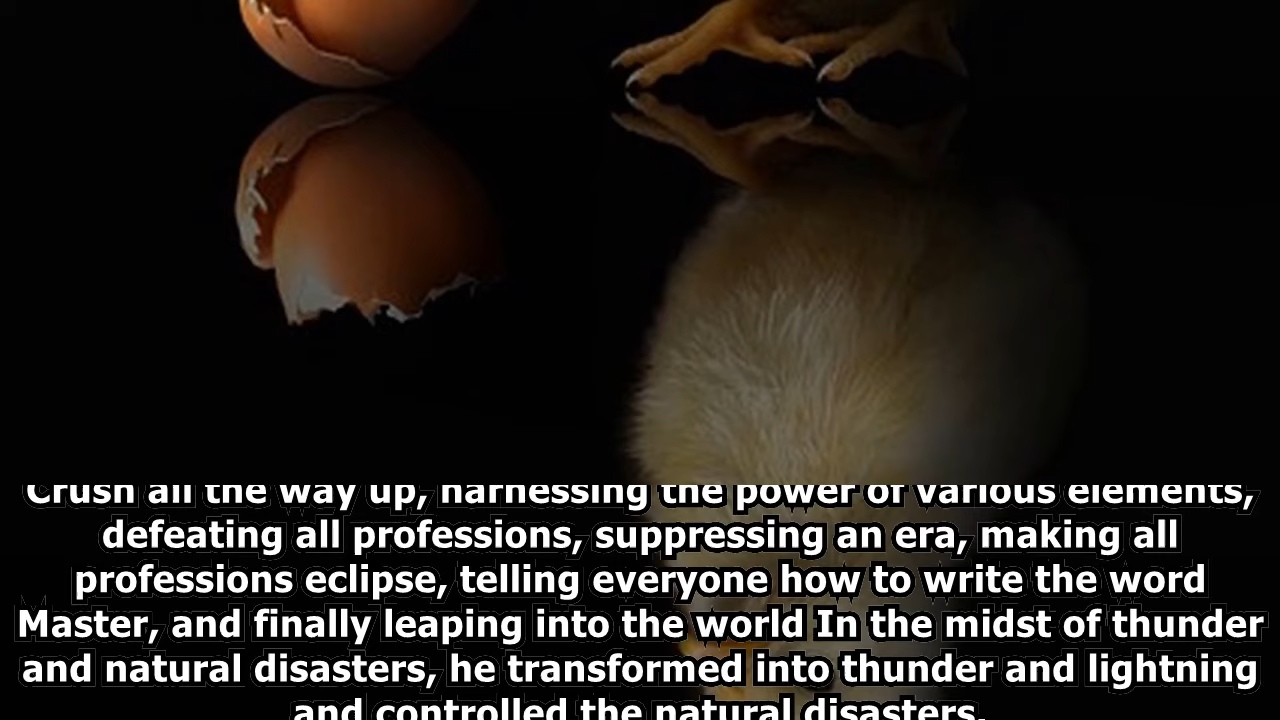 Crush all the way up, harnessing the power of various elements,
defeating all professions, suppressing an era, making all
professions eclipse, telling everyone how to write the word
Master, and finally leaping into the world In the midst of thunder
and natural disasters, he transformed into thunder and lightning
and controlled the natural disasters.